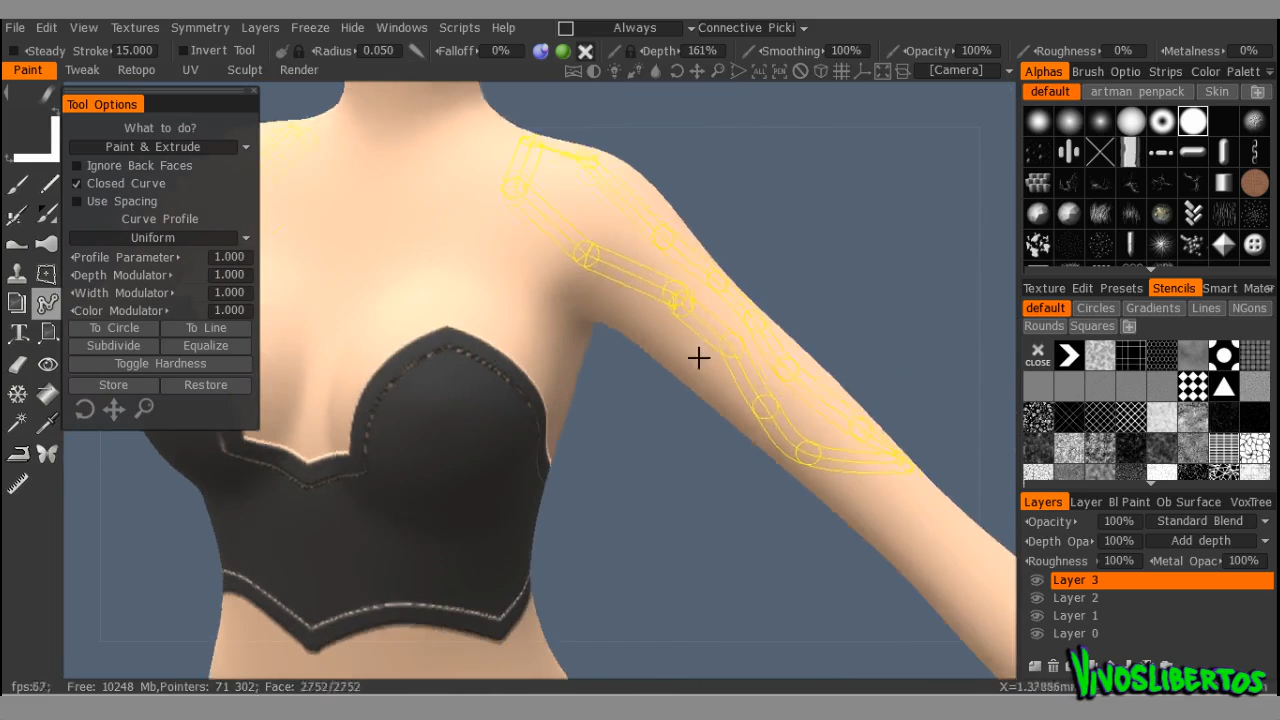 File Edit View Textures Symmetry Layers Freeze Hide Windows Scripts Help Always Connective Picki
Steady Stroke 15.000 Invert Tool Radius 0.050 Falloff 0% Depth 161% Smoothing 100% Opacity 100% Roughness 0% Metalness 0%
Paint Tweak Retopo UV Sculpt Render [Camera]
Tool Options
What to do?
Paint & Extrude
Ignore Back Faces
Closed Curve
Use Spacing
Curve Profile
Uniform
Profile Parameter 1.000
Depth Modulator 1.000
Width Modulator 1.000
Color Modulator 1.000
To Circle To Line
Subdivide Equalize
Toggle Hardness
Store Restore
Alphas Brush Optio Strips Color Palett
default artman penpack Skin
Texture Edit Presets Stencils Smart Mater
default Circles Gradients Lines NGons
Rounds Squares
CLOSE
Layers Layer Bl Paint Ob Surface VoxTree
Opacity 100% Standard Blend
Depth Opa 100% Add depth
Roughness 100% Metal Opac 100%
Layer 3
Layer 2
Layer 1
Layer 0
Free: 10248 Mb,Pointers: 71 302; Face: 2752/2752
VIVOSLIBERTOS